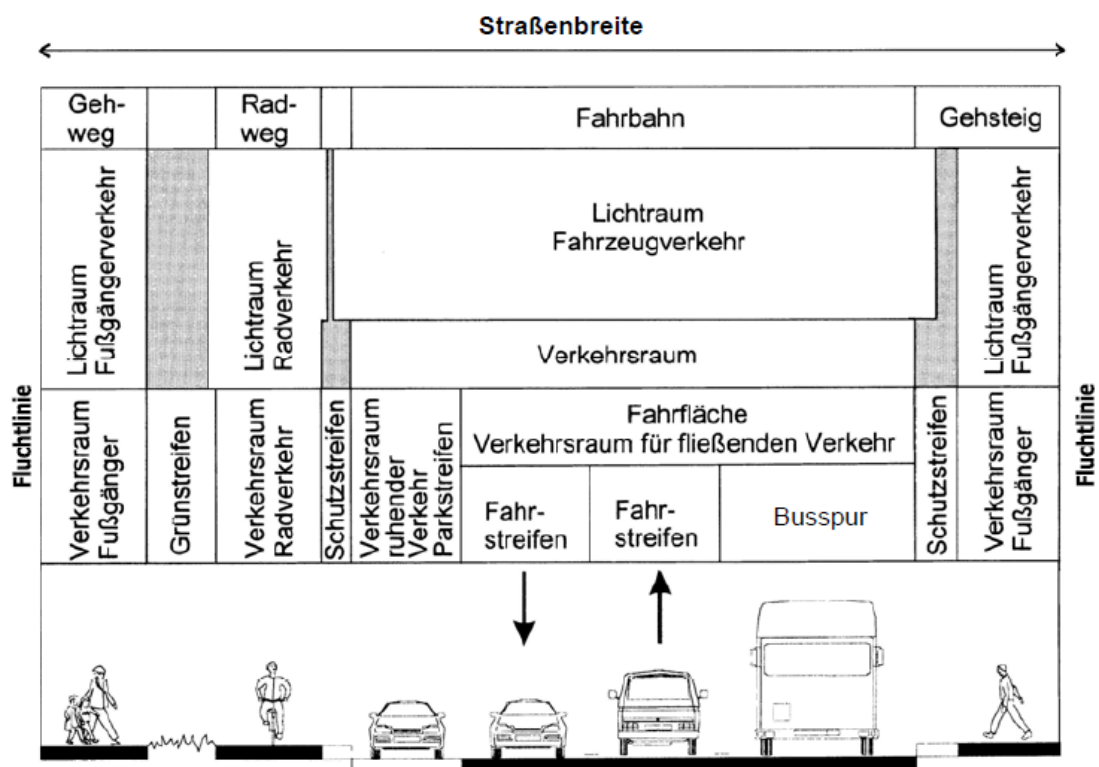 Straßenbreite
Geh-
weg
Rad-
weg
Fahrbahn
Gehsteig
Lichtraum
Fußgängerverkehr
Lichtraum
Radverkehr
Lichtraum
Fahrzeugverkehr
Lichtraum
Fußgängerverkehr
Verkehrsraum
Fluchtlinie
Verkehrsraum
Fußgänger
Grünstreifen
Verkehrsraum
Radverkehr
Schutzstreifen
Verkehrsraum
ruhender
Verkehr
Parkstreifen
Fahrfläche
Verkehrsraum für fließenden Verkehr
Fahr-
streifen
Fahr-
streifen
Busspur
Schutzstreifen
Verkehrsraum
Fußgänger
Fluchtlinie